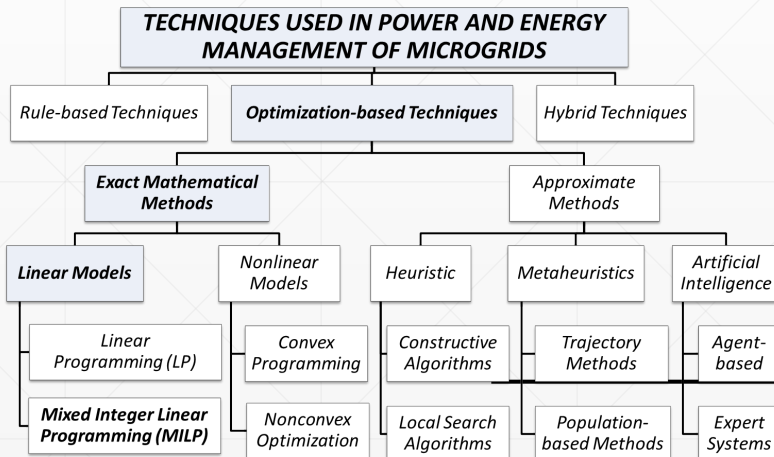 TECHNIQUES USED IN POWER AND ENERGY
MANAGEMENT OF MICROGRIDS
Rule-based Techniques
Optimization-based Techniques
Hybrid Techniques
Exact Mathematical
Methods
Approximate
Methods
Linear Models
Nonlinear
Models
Heuristic
Metaheuristics
Artificial
Intelligence
Linear
Programming (LP)
Convex
Programming
Constructive
Algorithms
Trajectory
Methods
Agent-
based
Mixed Integer Linear
Programming (MILP)
Nonconvex
Optimization
Local Search
Algorithms
Population-
based Methods
Expert
Systems